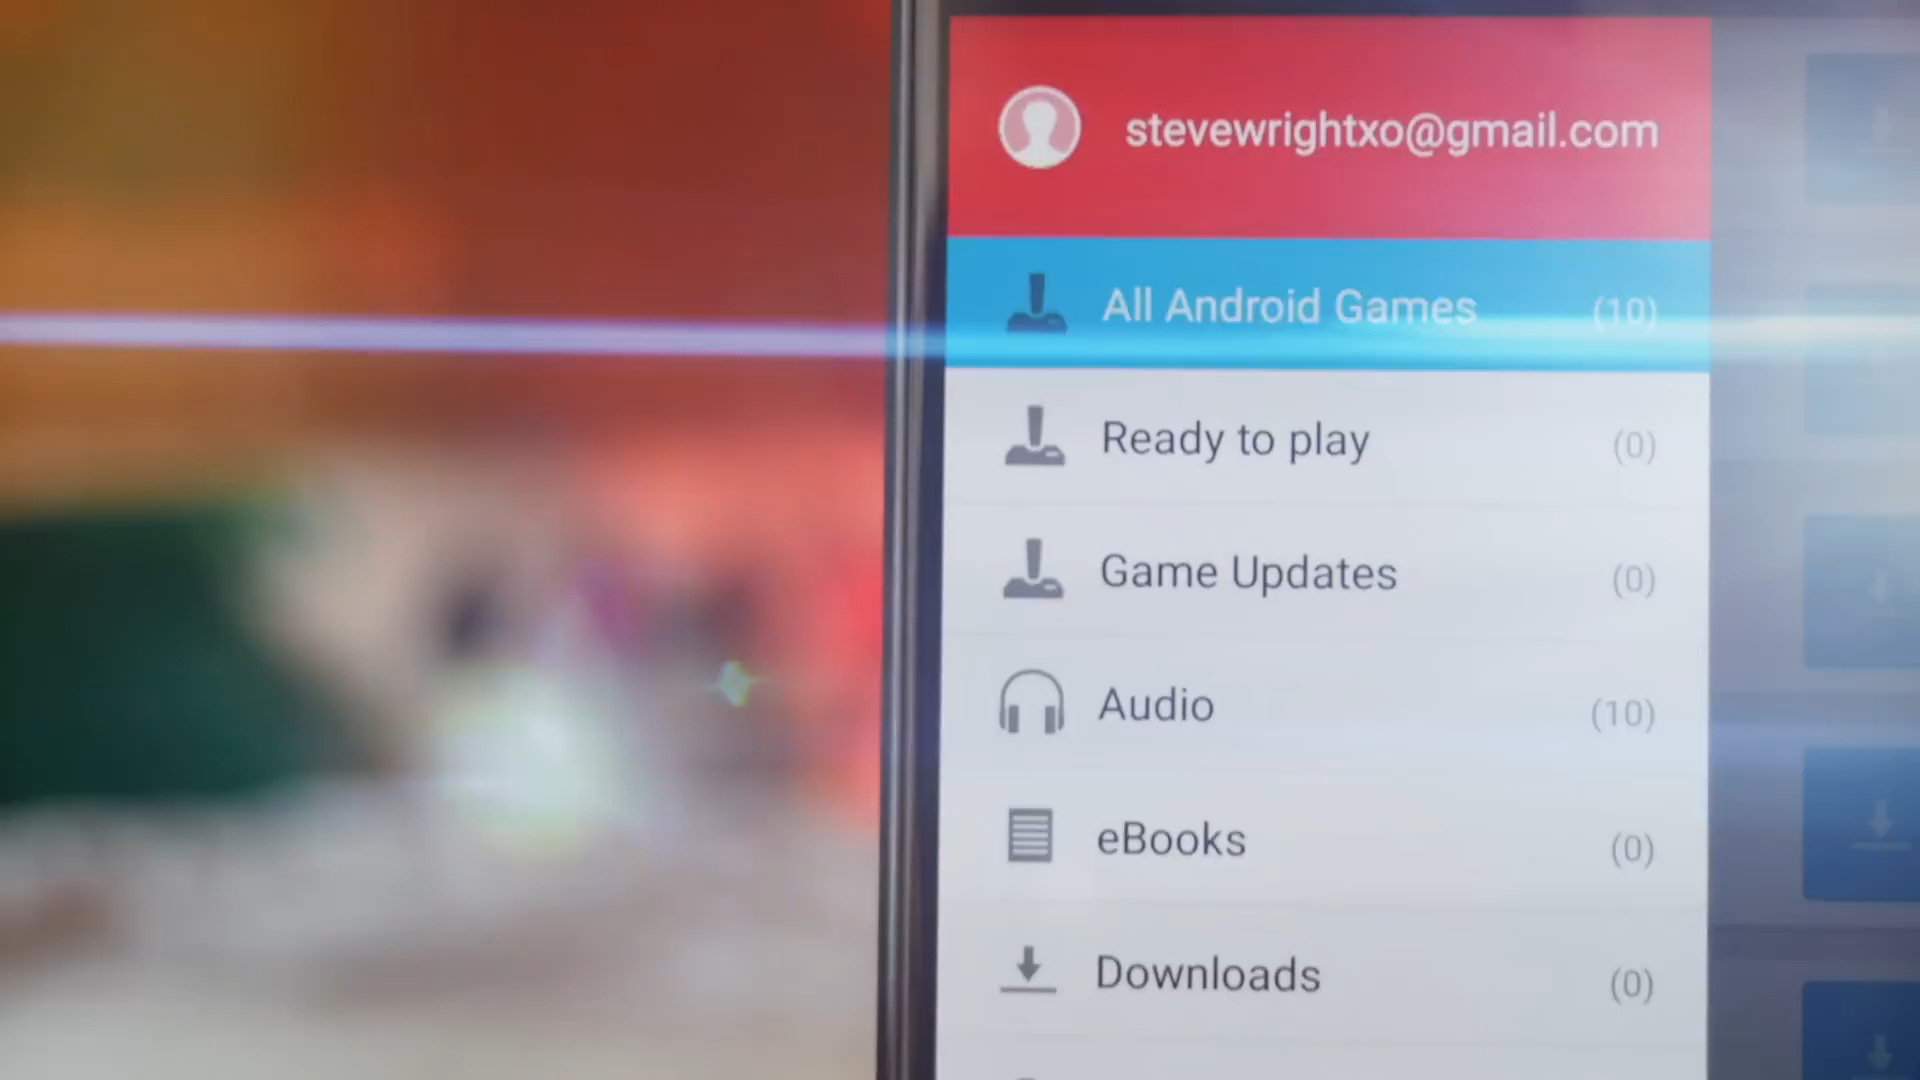 stevewrightxo@gmail.com
All Android Games (10)
Ready to play (0)
Game Updates (0)
Audio (10)
eBooks (0)
Downloads (0)